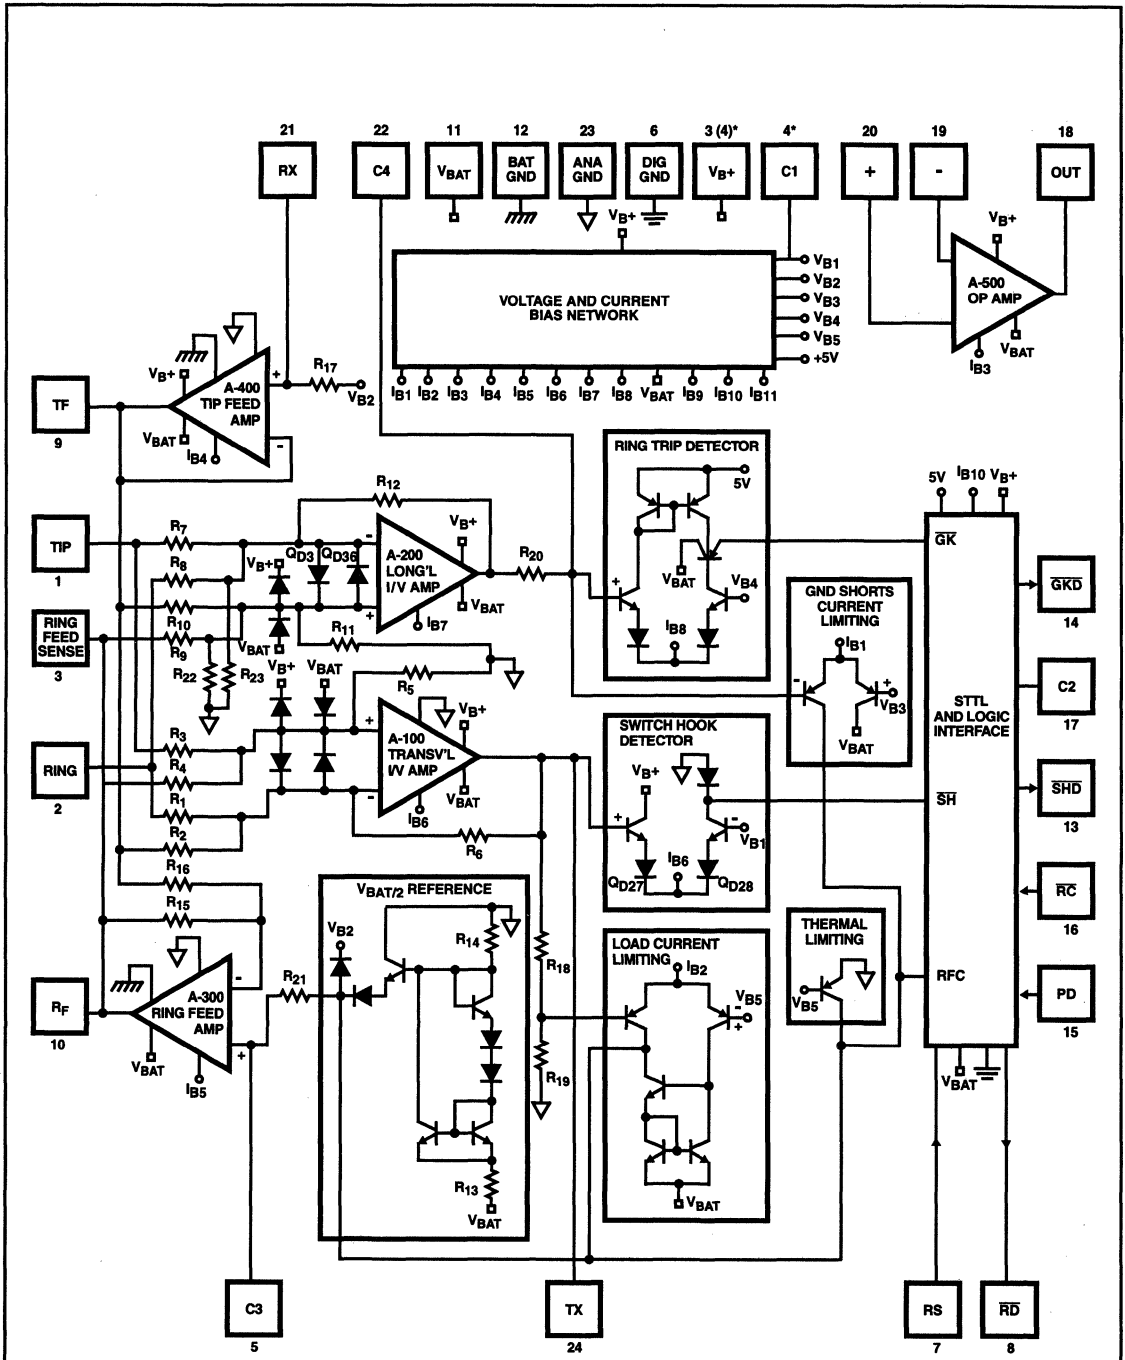 21 22 11 12 23 6 3 (4)* 4* 20 19 18
RX
C4
VBAT
BAT
GND
ANA
GND
DIG
GND
VB+
C1
+
-
OUT
VB+
VB+
VOLTAGE AND CURRENT
BIAS NETWORK
VB1
VB2
VB3
VB4
VB5
+5V
A-500
OP AMP
VBAT
IB3
IB1 IB2 IB3 IB4 IB5 IB6 IB7 IB8 VBAT IB9 IB10 IB11
TF
9
VB+
A-400
TIP FEED
AMP
+
-
R17
VB2
VBAT
IB4
RING TRIP DETECTOR
5V
VBAT
+
VB4
IB8
5V IB10 VB+
GK
TIP
1
R7
R8
R10
R9
R22 R23
R12
QD3 QD36
VB+
VBAT
-
A-200
LONG'L
I/V AMP
+
VB+
VBAT
IB7
R20
R11
R5
RING
FEED
SENSE
3
GND SHORTS
CURRENT
LIMITING
IB1
-
+
VB3
VBAT
STTL
AND LOGIC
INTERFACE
GKD
14
C2
17
RING
2
R3
R4
R1
R2
R16
R15
VB+ VBAT
+
A-100
TRANSV'L
I/V AMP
-
VB+
VBAT
IB6
R6
SWITCH HOOK
DETECTOR
VB+
+
-
VB1
IB6
QD27 QD28
SH
SHD
13
RC
16
PD
15
RFC
THERMAL
LIMITING
VB5
VBAT/2 REFERENCE
VB2
R14
R13
VBAT
R18
R19
LOAD CURRENT
LIMITING
IB2
VB5
-
+
VBAT
RF
10
-
A-300
RING FEED
AMP
+
R21
VBAT
IB5
VBAT
C3
5
TX
24
RS
7
RD
8